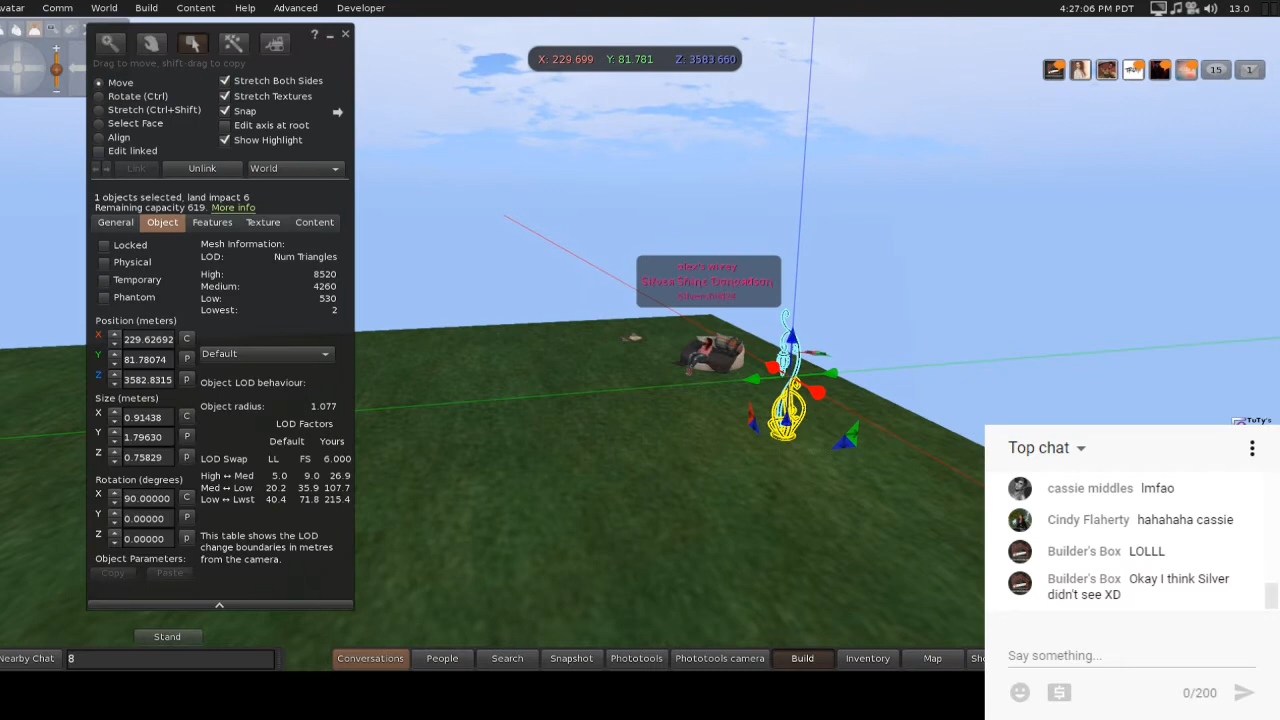 Avatar Comm World Build Content Help Advanced Developer
4:27:06 PM PDT 13.0
X: 229.699 Y: 81.781 Z: 3583.660
15 1
?
Drag to move, shift-drag to copy
Move
Rotate (Ctrl)
Stretch (Ctrl+Shift)
Select Face
Align
Edit linked
Stretch Both Sides
Stretch Textures
Snap
Edit axis at root
Show Highlight
Link Unlink World
1 objects selected, land impact 6
Remaining capacity 619. More info
General Object Features Texture Content
Locked
Physical
Temporary
Phantom
Mesh Information:
LOD: Num Triangles
High: 8520
Medium: 4260
Low: 530
Lowest: 2
Position (meters)
X 229.62692 C
Y 81.78074 P
Z 3582.8315 p
Size (meters)
X 0.91438 C
Y 1.79630 P
Z 0.75829 p
Rotation (degrees)
X 90.00000 C
Y 0.00000 P
Z 0.00000 p
Object Parameters:
Copy Paste
Default
Object LOD behaviour:
Object radius: 1.077
LOD Factors
Default Yours
LOD Swap LL FS 6.000
High ↔ Med 5.0 9.0 26.9
Med ↔ Low 20.2 35.9 107.7
Low ↔ Lwst 40.4 71.8 215.4
This table shows the LOD
change boundaries in metres
from the camera.
Silver Shine Donardson
TuTy's
Top chat
cassie middles lmfao
Cindy Flaherty hahahaha cassie
Builder's Box LOLLL
Builder's Box Okay I think Silver
didn't see XD
Say something...
0/200
Stand
Nearby Chat 8
Conversations People Search Snapshot Phototools Phototools camera Build Inventory Map